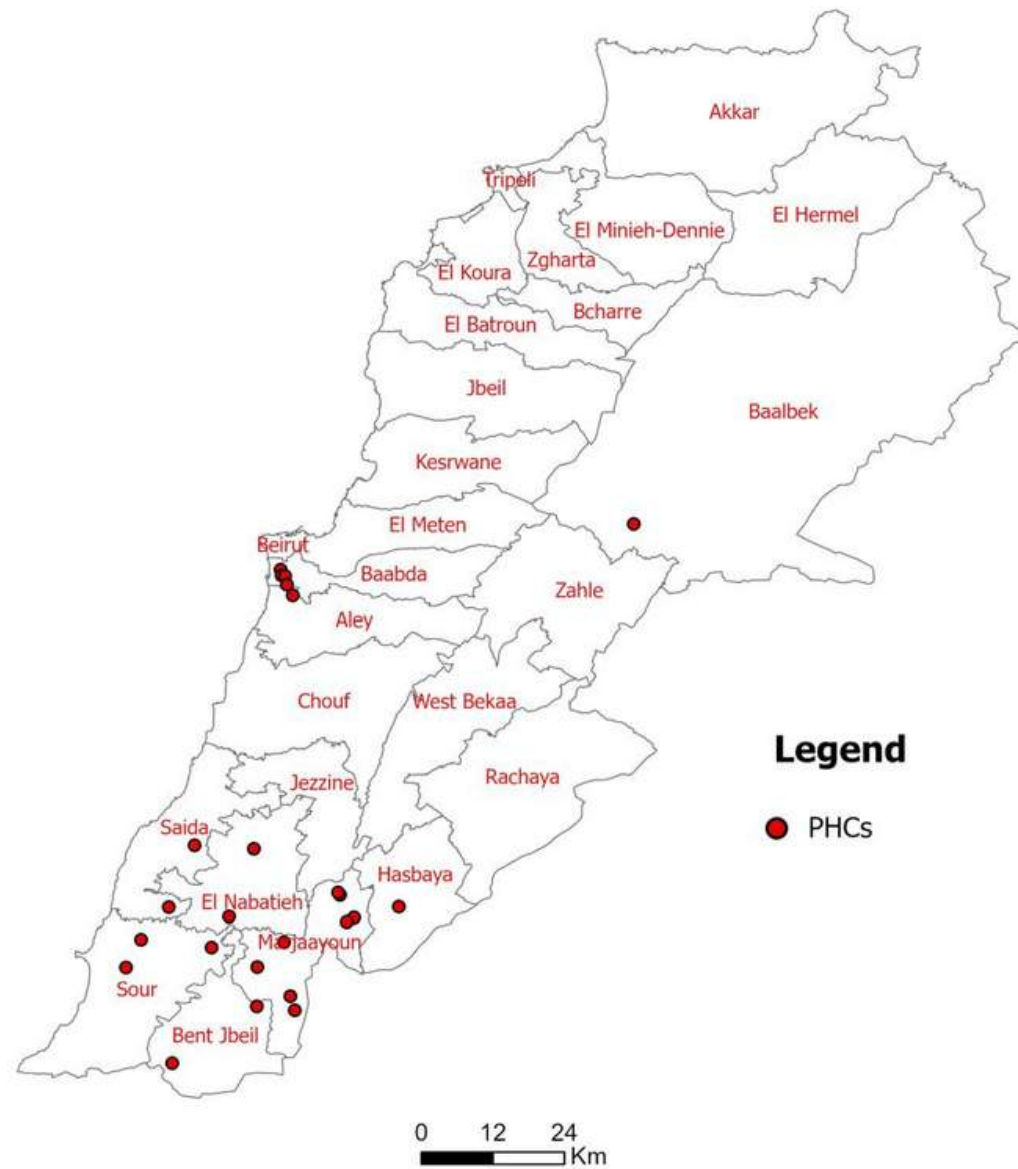 Akkar
Tripoli
El Hermel
El Minieh-Dennie
Zgharta
El Koura
Bcharre
El Batroun
Jbeil
Baalbek
Kesrwane
El Meten
Beirut
Baabda
Zahle
Aley
Chouf
West Bekaa
Legend
Rachaya
Jezzine
Saida
PHCs
Hasbaya
El Nabatieh
Marjaayoun
Sour
Bent Jbeil
0 12 24
Km